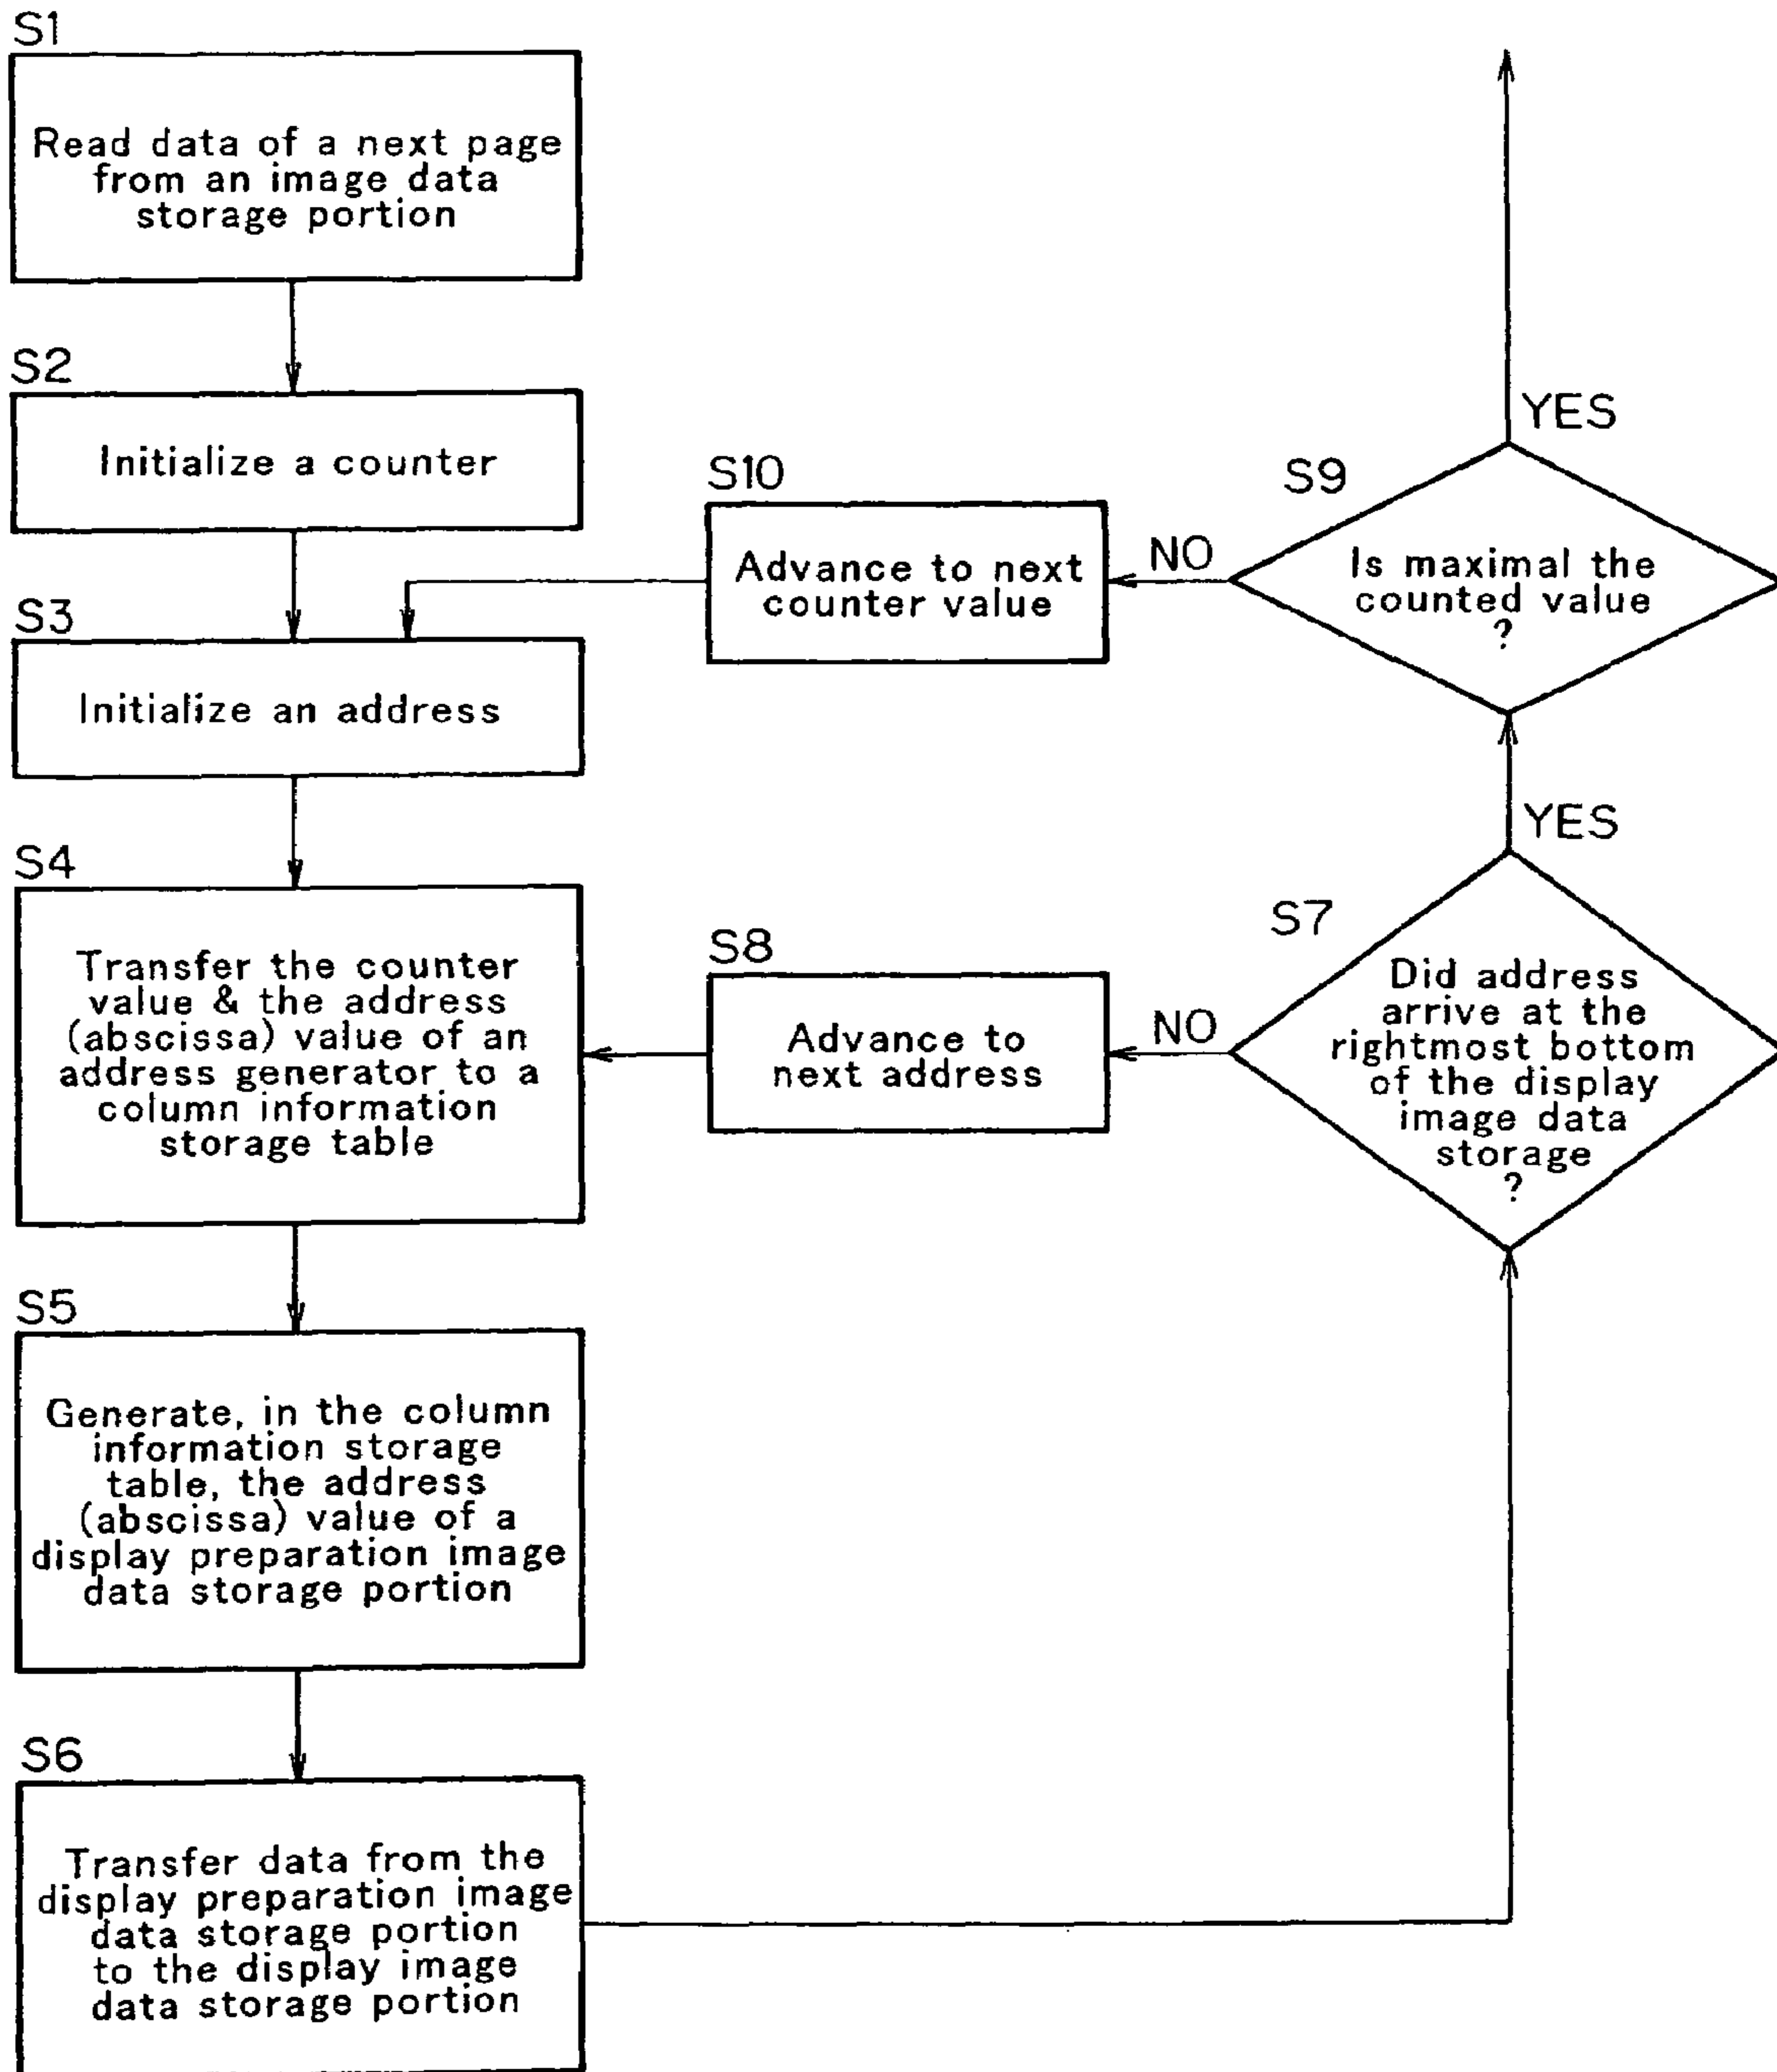 S1
Read data of a next page
from an image data
storage portion
S2
Initialize a counter
S3
Initialize an address
S4
Transfer the counter
value & the address
(abscissa) value of an
address generator to a
column information
storage table
S5
Generate, in the column
information storage
table, the address
(abscissa) value of a
display preparation image
data storage portion
S6
Transfer data from the
display preparation image
data storage portion
to the display image
data storage portion
S10
Advance to next
counter value
NO
S8
Advance to
next address
NO
YES
S9
Is maximal the
counted value
?
YES
S7
Did address
arrive at the
rightmost bottom
of the display
image data
storage
?